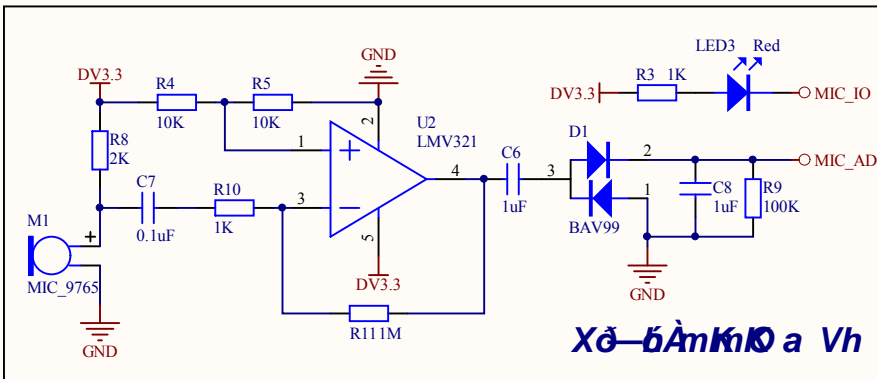 GND
LED3 Red
DV3.3 R4 R5 R3 1K
10K 10K DV3.3 MIC_IO
R8 2 U2
2K LMV321 D1
1 C6 2 MIC_AD
C7 R10 4 3
M1 3 1 C8 R9
+ 0.1uF 1K 1uF 1uF 100K
5 BAV99
MIC_9765 DV3.3
GND
R11 1M
GND